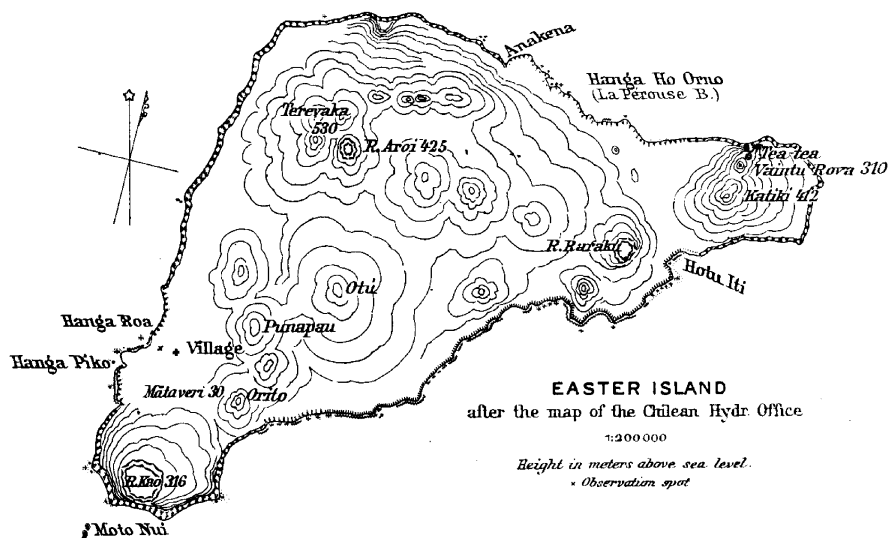 Anakena
Hanga Ho Orno
(La Pérouse B.)
Terevaka
530
R. Aroi 425
Tea-tea
Vaintu Rova 310
Katiki 412
R. Raraku
Hotu Iti
Otu
Hanga Roa
Punapau
Village
Hanga Piko
Mataveri 30
Orito
EASTER ISLAND
after the map of the Chilean Hydr. Office
1:200000
Height in meters above sea level.
× Observation spot
R. Kao 316
Moto Nui